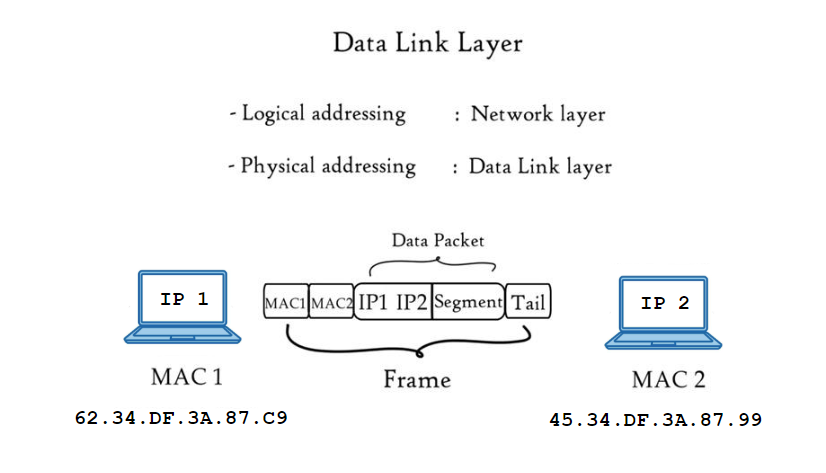 Data Link Layer
- Logical addressing : Network layer
- Physical addressing : Data Link layer
Data Packet
IP 1
MAC1 MAC2 IP1 IP2 Segment Tail
IP 2
MAC 1
Frame
MAC 2
62.34.DF.3A.87.C9
45.34.DF.3A.87.99